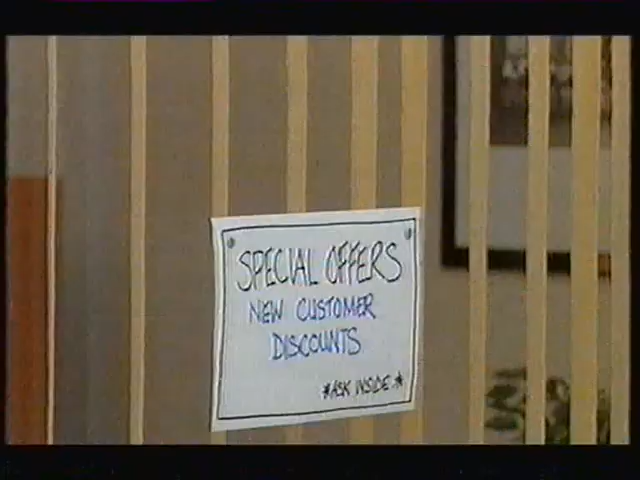 SPECIAL OFFERS
NEW CUSTOMER
DISCOUNTS
*ASK INSIDE*